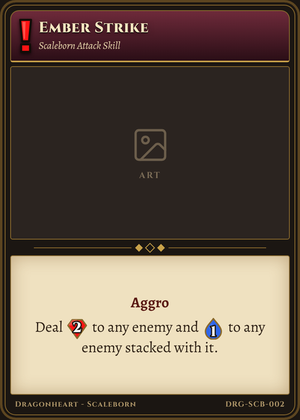 ! Ember Strike
Scaleborn Attack Skill
ART
Aggro
Deal 2 to any enemy and 1 to any
enemy stacked with it.
Dragonheart - Scaleborn DRG-SCB-002